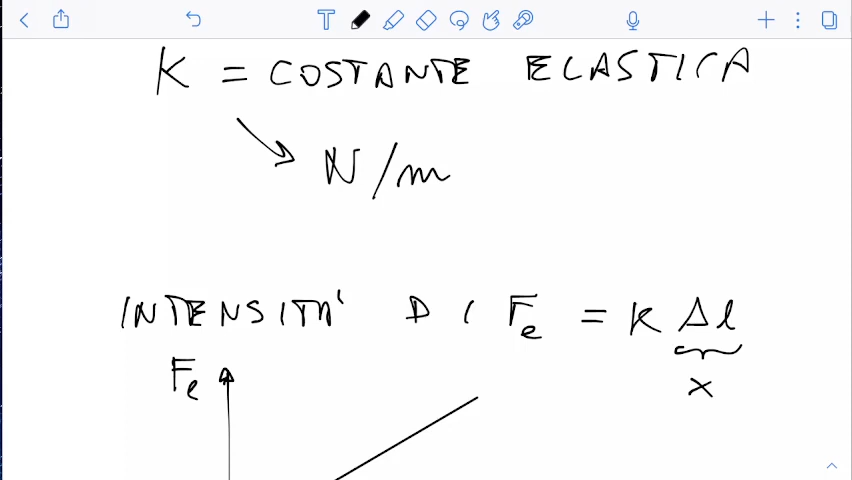 K = COSTANTE ELASTICA
N/m
INTENSITA' DI Fe = K Δl
Fe
x